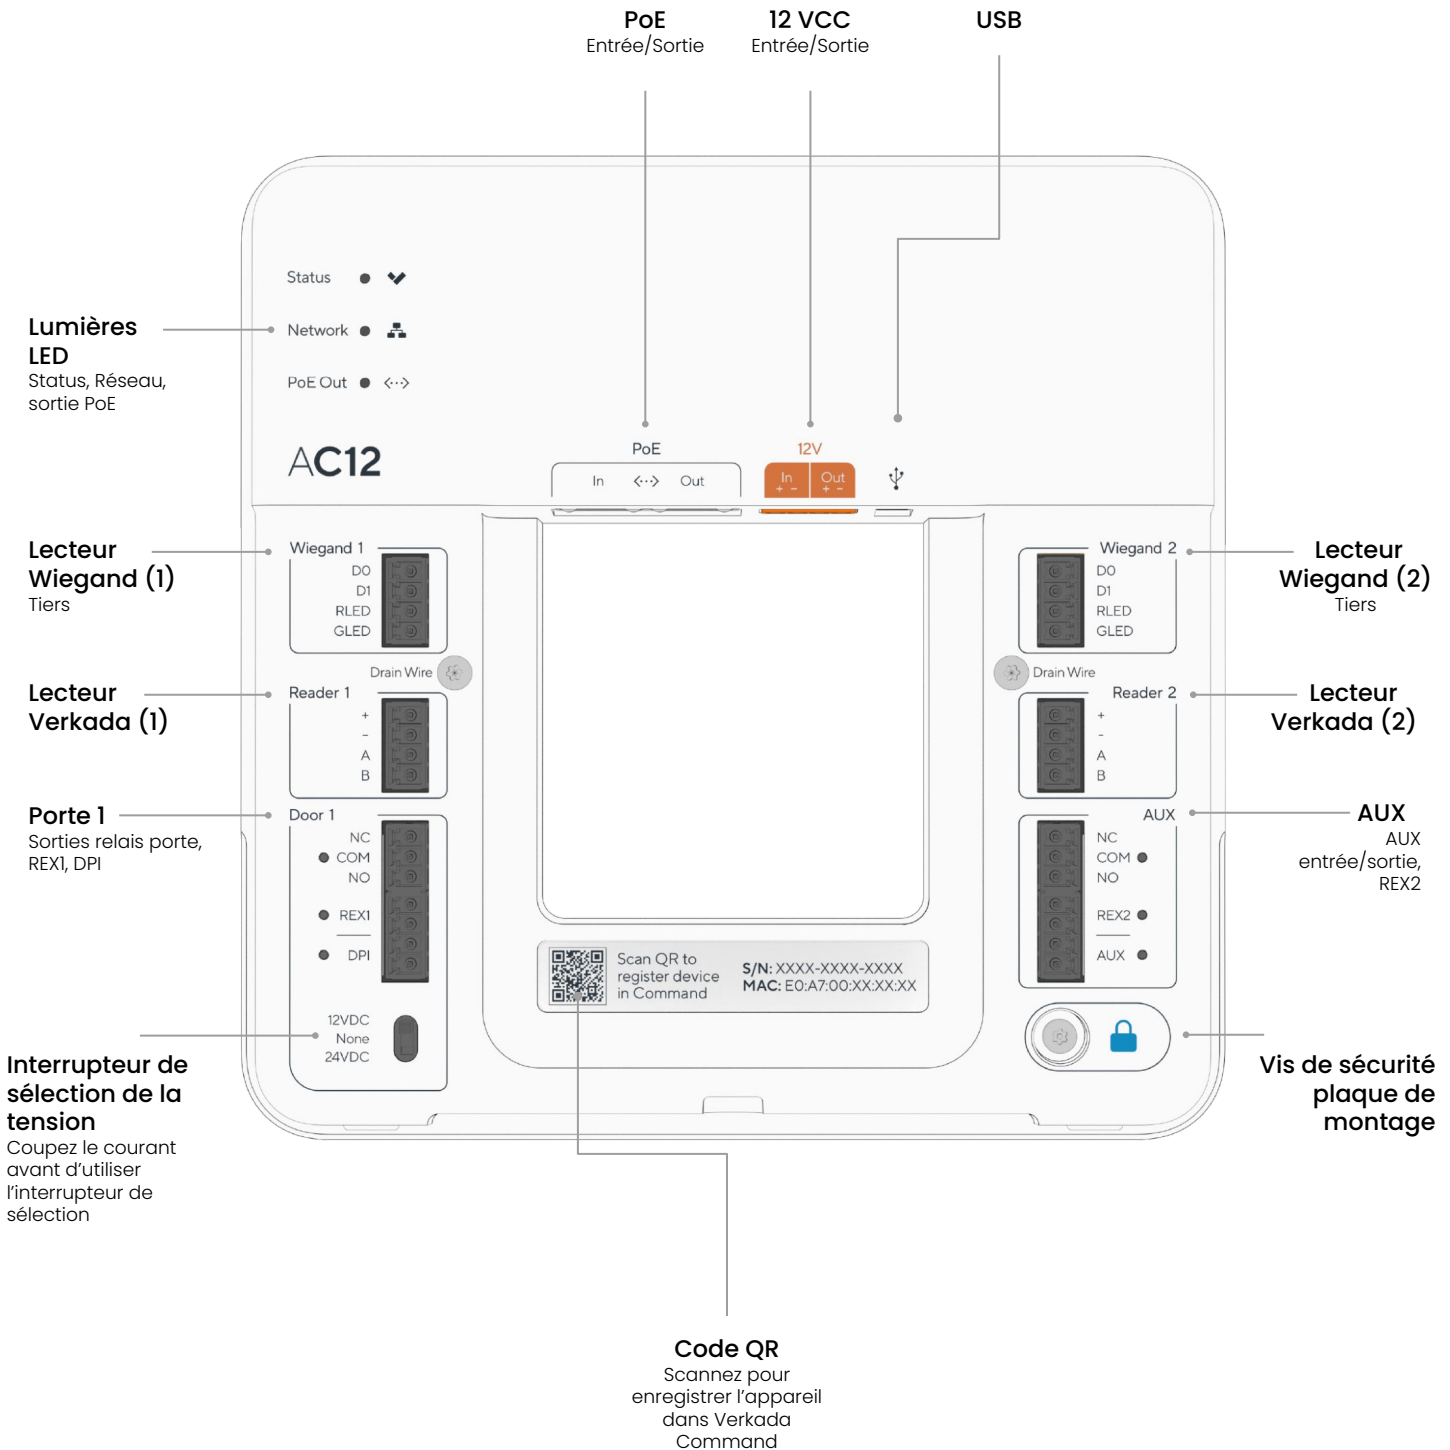 PoE
Entrée/Sortie
12 VCC
Entrée/Sortie
USB
Status
Network
PoE Out
Lumières
LED
Status, Réseau,
sortie PoE
AC12
PoE
In <··> Out
12V
In
+ -
Out
+ -
Lecteur
Wiegand (1)
Tiers
Wiegand 1
D0
D1
RLED
GLED
Wiegand 2
D0
D1
RLED
GLED
Lecteur
Wiegand (2)
Tiers
Drain Wire
Drain Wire
Lecteur
Verkada (1)
Reader 1
+
-
A
B
Reader 2
+
-
A
B
Lecteur
Verkada (2)
Porte 1
Sorties relais porte,
REX1, DPI
Door 1
NC
COM
NO
REX1
DPI
AUX
NC
COM
NO
REX2
AUX
AUX
AUX
entrée/sortie,
REX2
Scan QR to
register device
in Command
S/N: XXXX-XXXX-XXXX
MAC: E0:A7:00:XX:XX:XX
12VDC
None
24VDC
Interrupteur de
sélection de la
tension
Coupez le courant
avant d’utiliser
l’interrupteur de
sélection
Vis de sécurité
plaque de
montage
Code QR
Scannez pour
enregistrer l’appareil
dans Verkada
Command